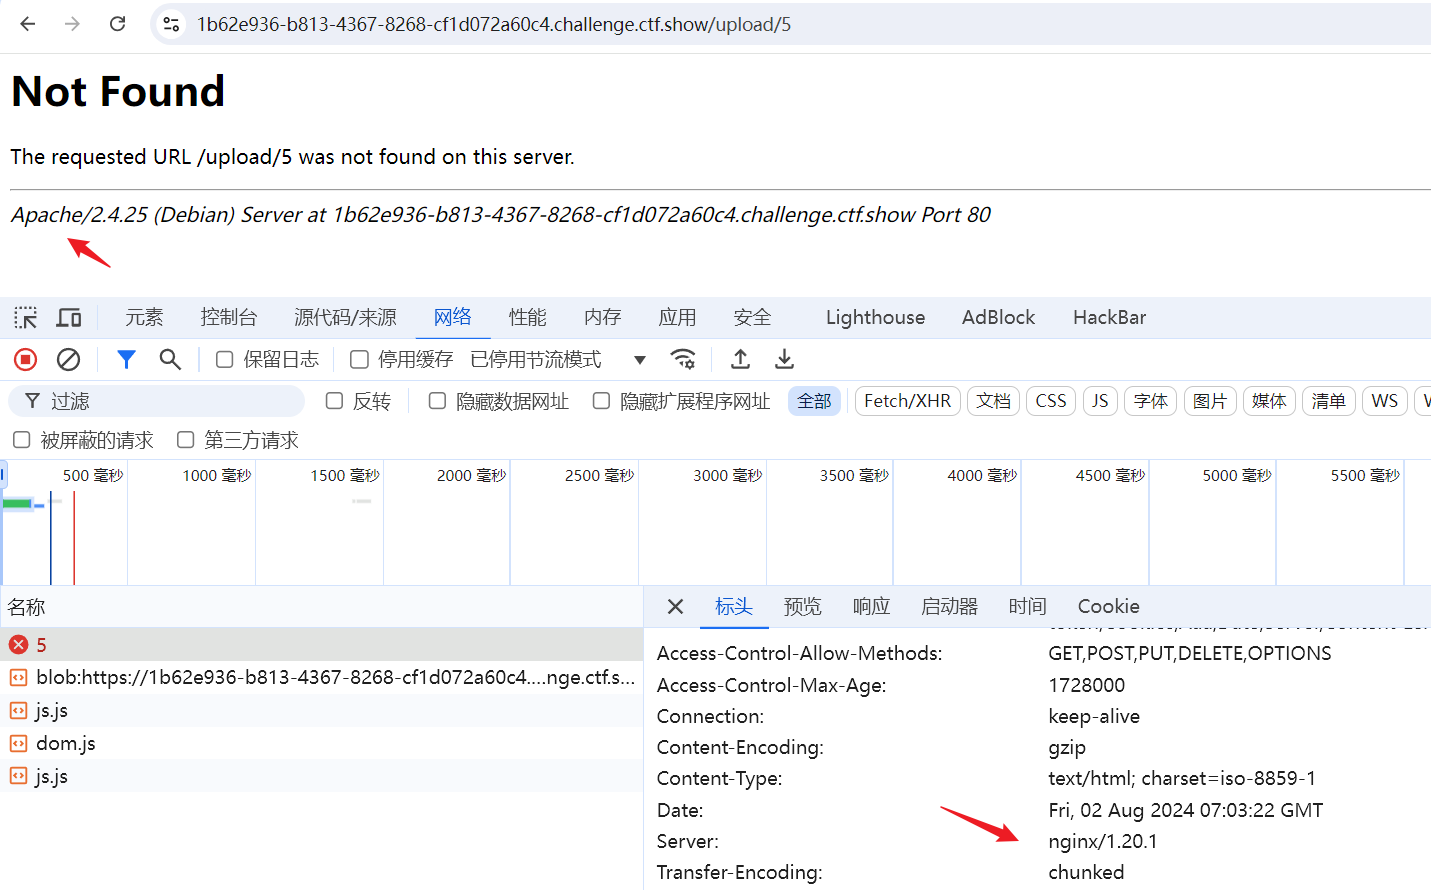 1b62e936-b813-4367-8268-cf1d072a60c4.challenge.ctf.show/upload/5
Not Found
The requested URL /upload/5 was not found on this server.
Apache/2.4.25 (Debian) Server at 1b62e936-b813-4367-8268-cf1d072a60c4.challenge.ctf.show Port 80
元素 控制台 源代码/来源 网络 性能 内存 应用 安全 Lighthouse AdBlock HackBar
保留日志 停用缓存 已停用节流模式
过滤 反转 隐藏数据网址 隐藏扩展程序网址 全部 Fetch/XHR 文档 CSS JS 字体 图片 媒体 清单 WS
被屏蔽的请求 第三方请求
500 毫秒 1000 毫秒 1500 毫秒 2000 毫秒 2500 毫秒 3000 毫秒 3500 毫秒 4000 毫秒 4500 毫秒 5000 毫秒 5500 毫秒
名称
5
blob:https://1b62e936-b813-4367-8268-cf1d072a60c4....nge.ctf.s...
js.js
dom.js
js.js
标头 预览 响应 启动器 时间 Cookie
Access-Control-Allow-Methods: GET,POST,PUT,DELETE,OPTIONS
Access-Control-Max-Age: 1728000
Connection: keep-alive
Content-Encoding: gzip
Content-Type: text/html; charset=iso-8859-1
Date: Fri, 02 Aug 2024 07:03:22 GMT
Server: nginx/1.20.1
Transfer-Encoding: chunked